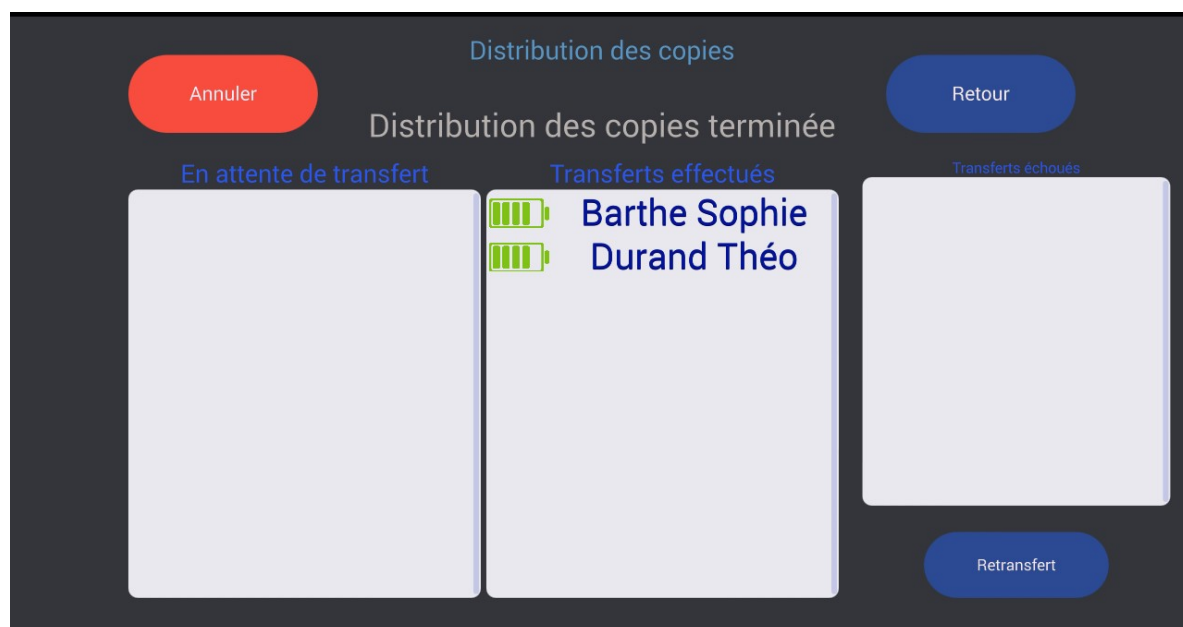 Distribution des copies
Annuler
Retour
Distribution des copies terminée
En attente de transfert
Transferts effectués
Transferts échoués
Barthe Sophie
Durand Théo
Retransfert